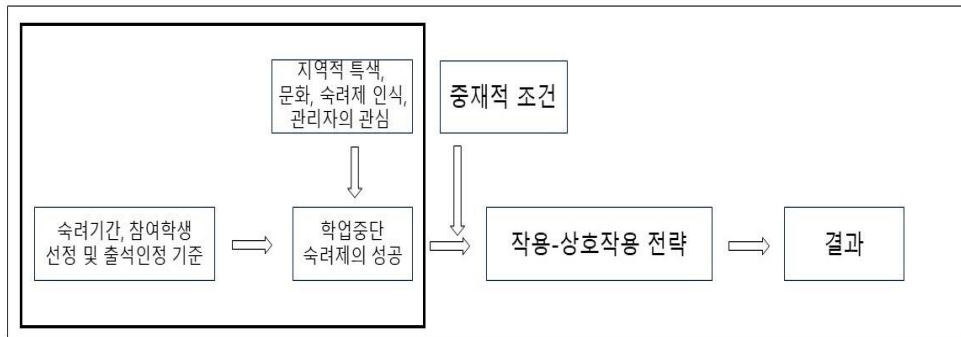 지역적 특색,
문화, 숙려제 인식,
관리자의 관심
중재적 조건
숙려기간, 참여학생
선정 및 출석인정 기준
학업중단
숙려제의 성공
작용-상호작용 전략
결과